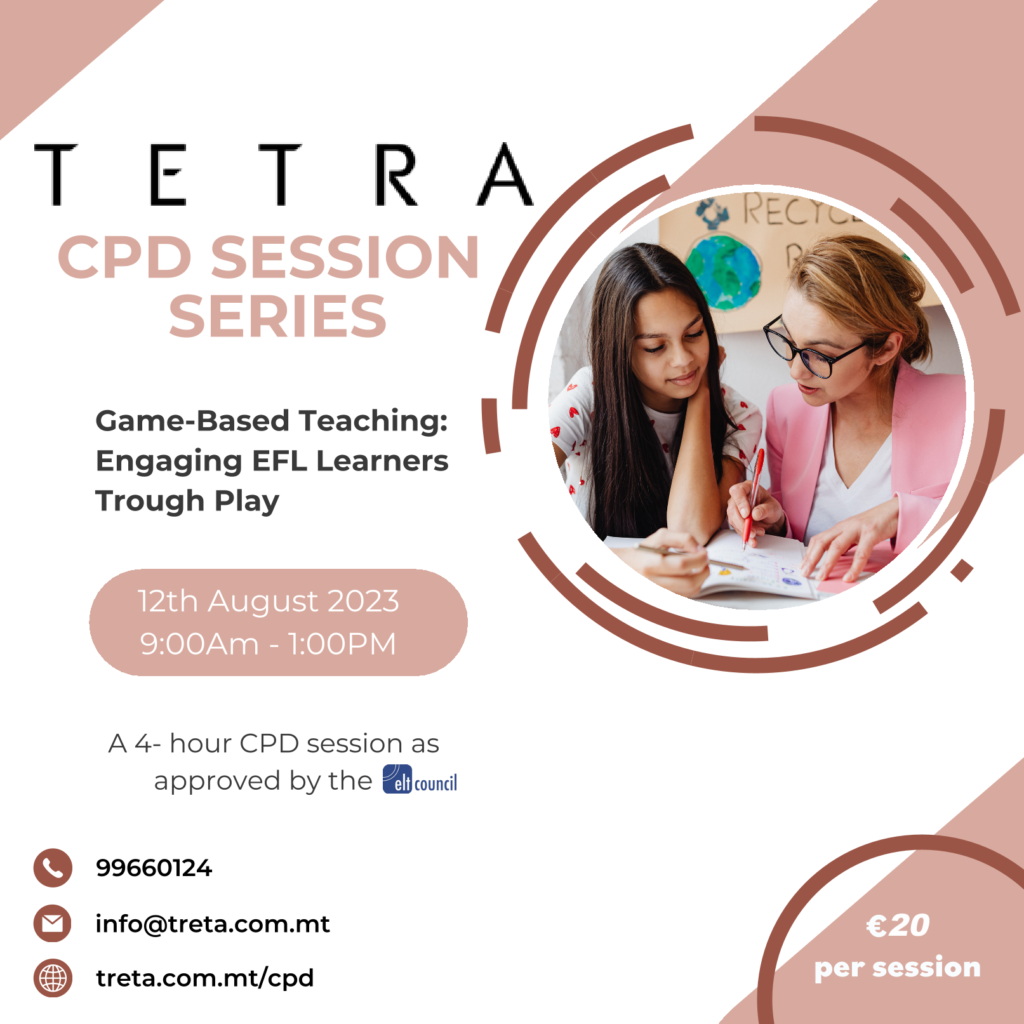 TETRA
CPD SESSION
SERIES
RECYCL
Game-Based Teaching:
Engaging EFL Learners
Trough Play
12th August 2023
9:00Am - 1:00PM
A 4- hour CPD session as
approved by the elt council
99660124
info@treta.com.mt
treta.com.mt/cpd
€20
per session